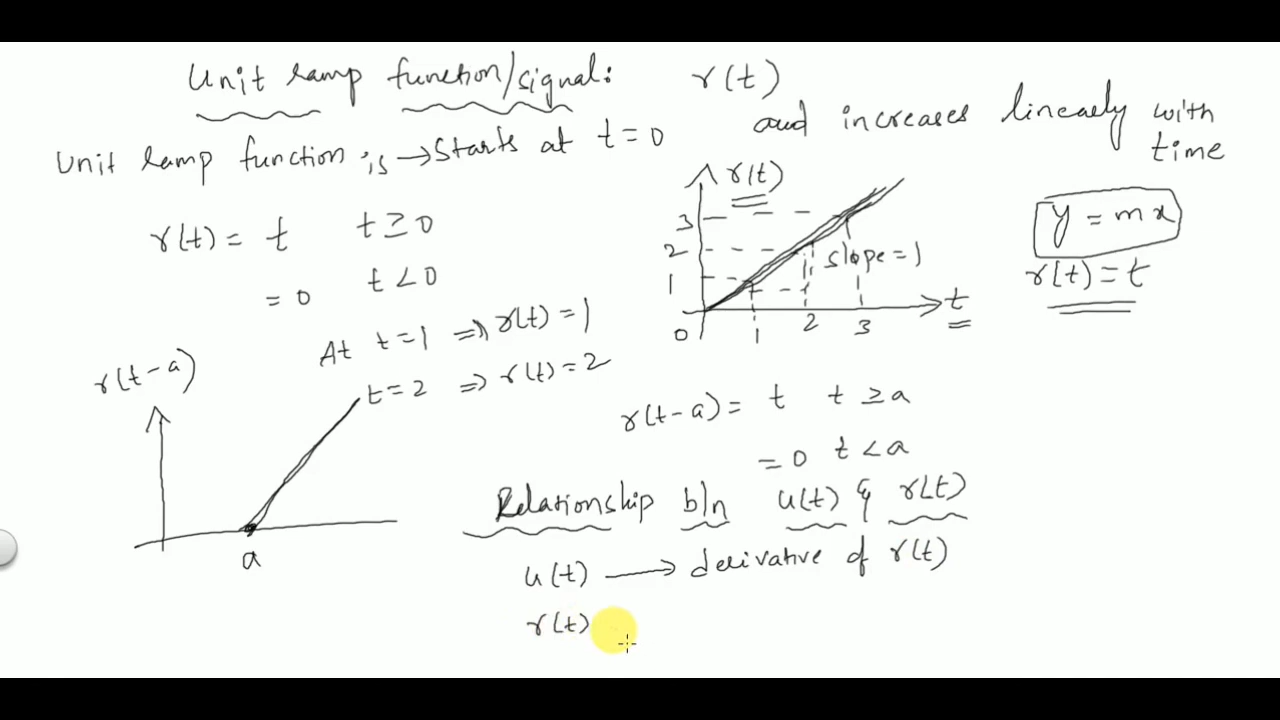 Unit ramp function/signal: r(t)
Unit ramp function is → starts at t = 0 and increases linearly with time
r(t) = t t ≥ 0
= 0 t < 0
At t = 1 ⇒ r(t) = 1
t = 2 ⇒ r(t) = 2
r(t)
3
2
1
0
1 2 3
t
slope = 1
y = mx
r(t) = t
r(t-a)
a
r(t-a) = t t ≥ a
= 0 t < a
Relationship b/n u(t) & r(t)
u(t) → derivative of r(t)
r(t)